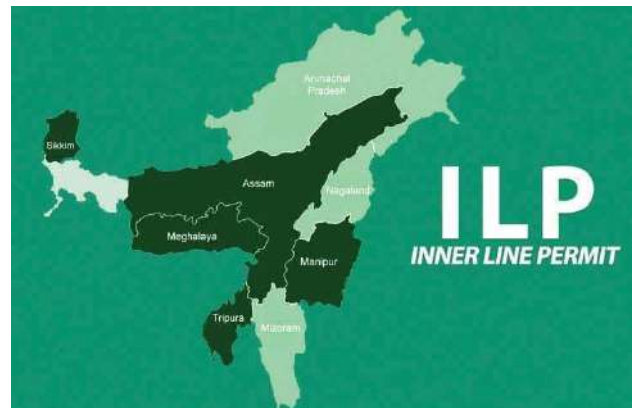 Arunachal
Pradesh
Sikkim
Assam
Nagaland
Meghalaya
Manipur
Tripura
Mizoram
ILP
INNER LINE PERMIT